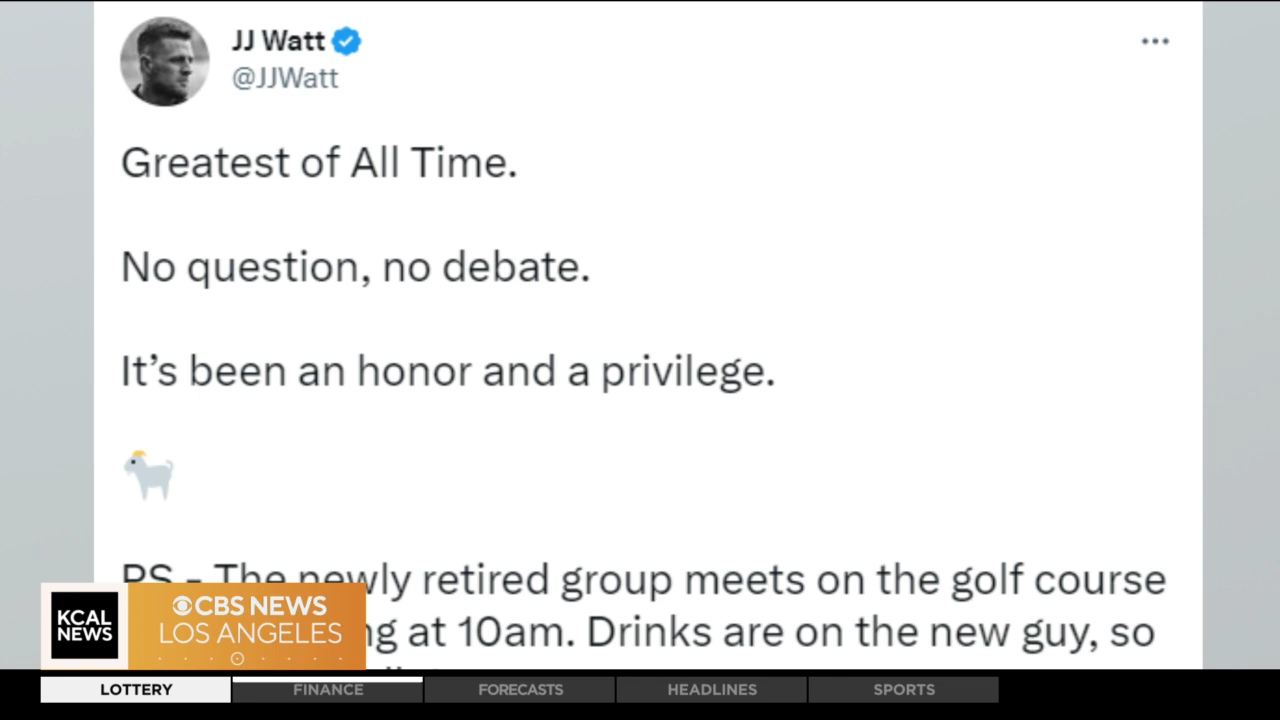 JJ Watt
@JJWatt
Greatest of All Time.
No question, no debate.
It’s been an honor and a privilege.
PS - The newly retired group meets on the golf course
at 10am. Drinks are on the new guy, so
KCAL
NEWS
CBS NEWS
LOS ANGELES
LOTTERY
FINANCE
FORECASTS
HEADLINES
SPORTS